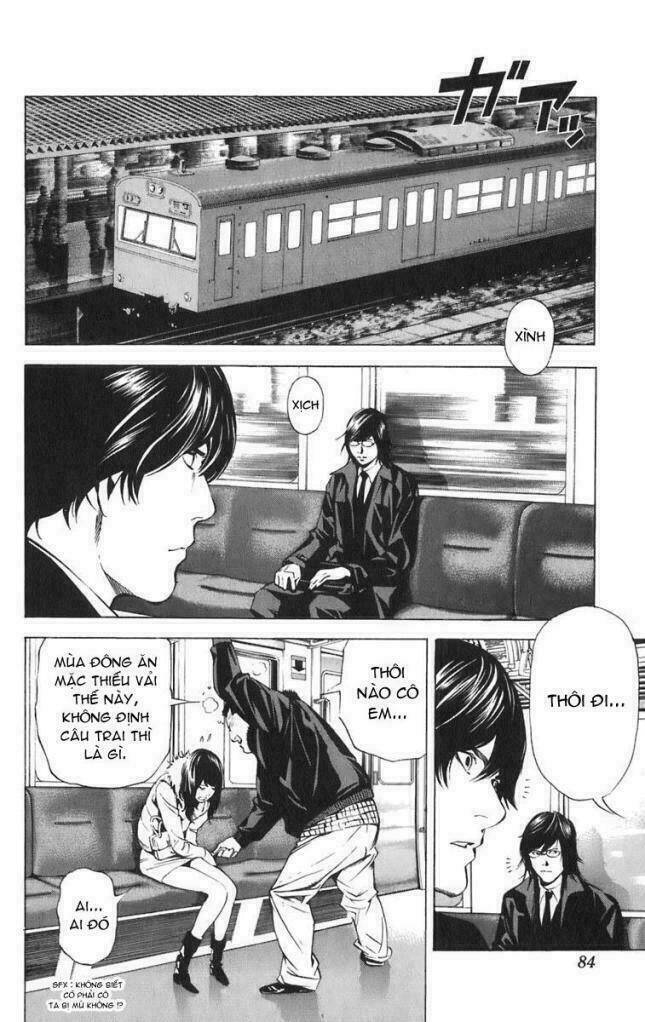 ガアッ
XÌNH
XỊCH
THÔI ĐI...
THÔI
NÀO CÔ
EM...
MÙA ĐÔNG ĂN
MẶC THIẾU VẢI
THẾ NÀY,
KHÔNG ĐỊNH
CÂU TRAI THÌ
LÀ GÌ.
AI...
AI ĐÓ
SFX : KHÔNG BIẾT
CÓ PHẢI CÔ
TA BỊ MÙ KHÔNG !?
84